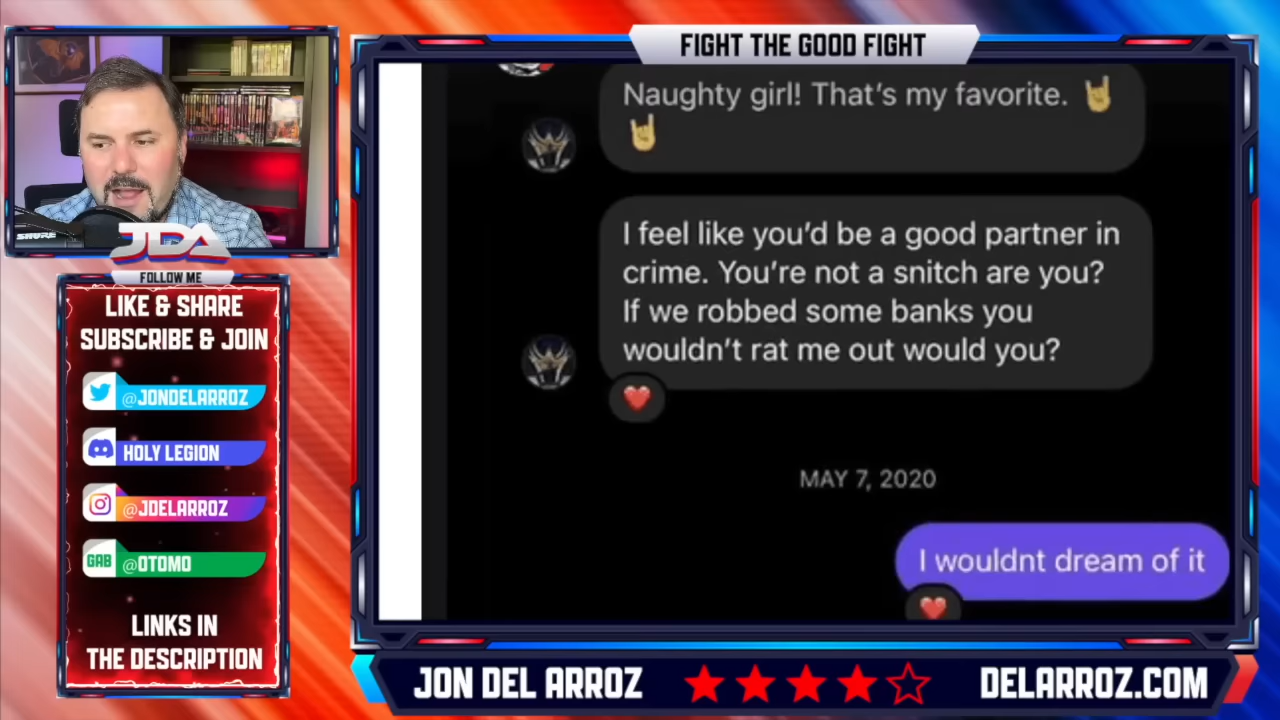 FIGHT THE GOOD FIGHT
Naughty girl! That's my favorite. 🤘
🤘
I feel like you'd be a good partner in
crime. You're not a snitch are you?
If we robbed some banks you
wouldn't rat me out would you?
MAY 7, 2020
I wouldnt dream of it
SHURE
JDA
FOLLOW ME
LIKE & SHARE
SUBSCRIBE & JOIN
@JONDELARROZ
HOLY LEGION
@JDELARROZ
GAB
@OTOMO
LINKS IN
THE DESCRIPTION
JON DEL ARROZ
DELARROZ.COM